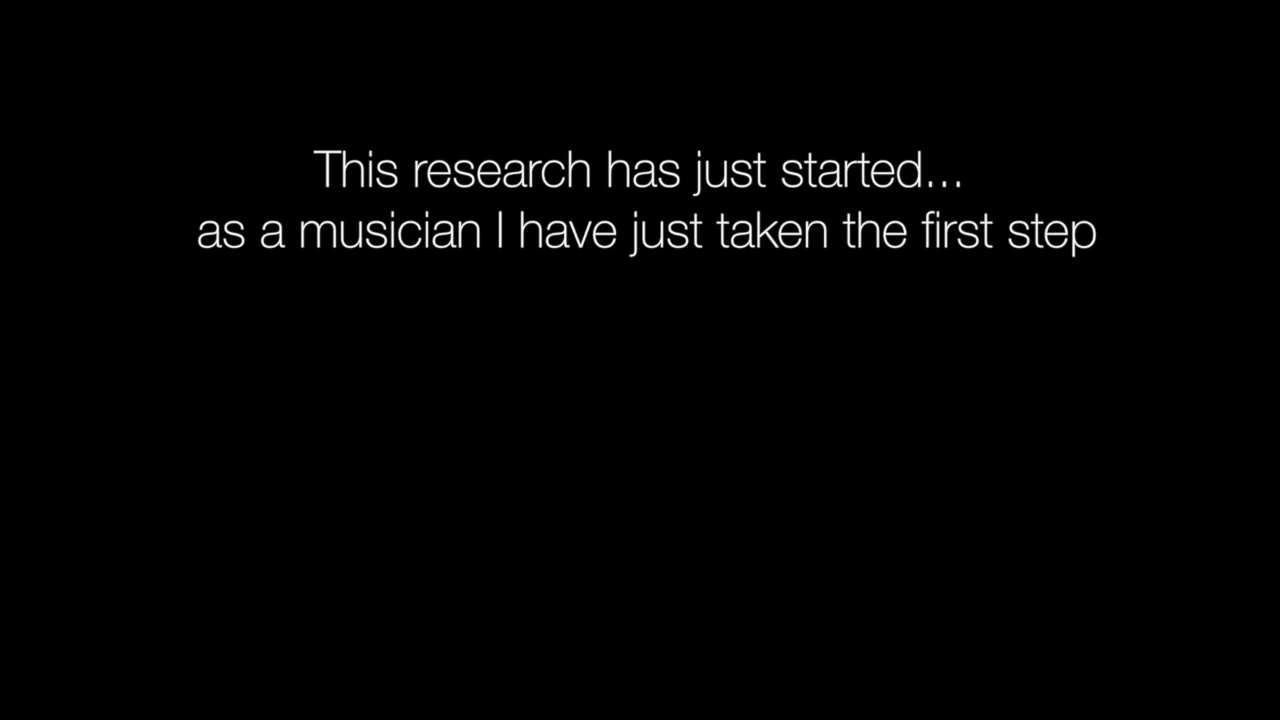 This research has just started...
as a musician I have just taken the first step